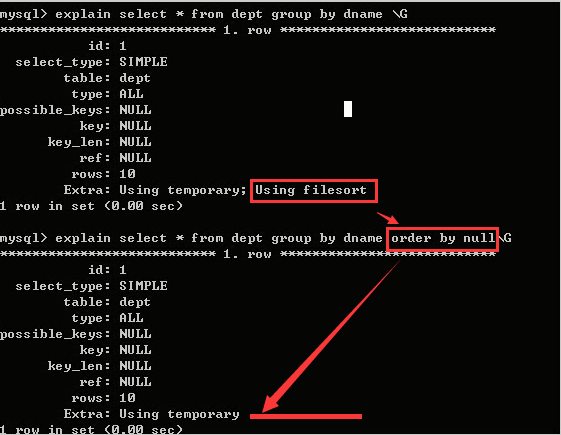 mysql> explain select * from dept group by dname \G
*************************** 1. row ***************************
id: 1
select_type: SIMPLE
table: dept
type: ALL
possible_keys: NULL
key: NULL
key_len: NULL
ref: NULL
rows: 10
Extra: Using temporary; Using filesort
1 row in set (0.00 sec)
mysql> explain select * from dept group by dname order by null\G
*************************** 1. row ***************************
id: 1
select_type: SIMPLE
table: dept
type: ALL
possible_keys: NULL
key: NULL
key_len: NULL
ref: NULL
rows: 10
Extra: Using temporary
1 row in set (0.00 sec)